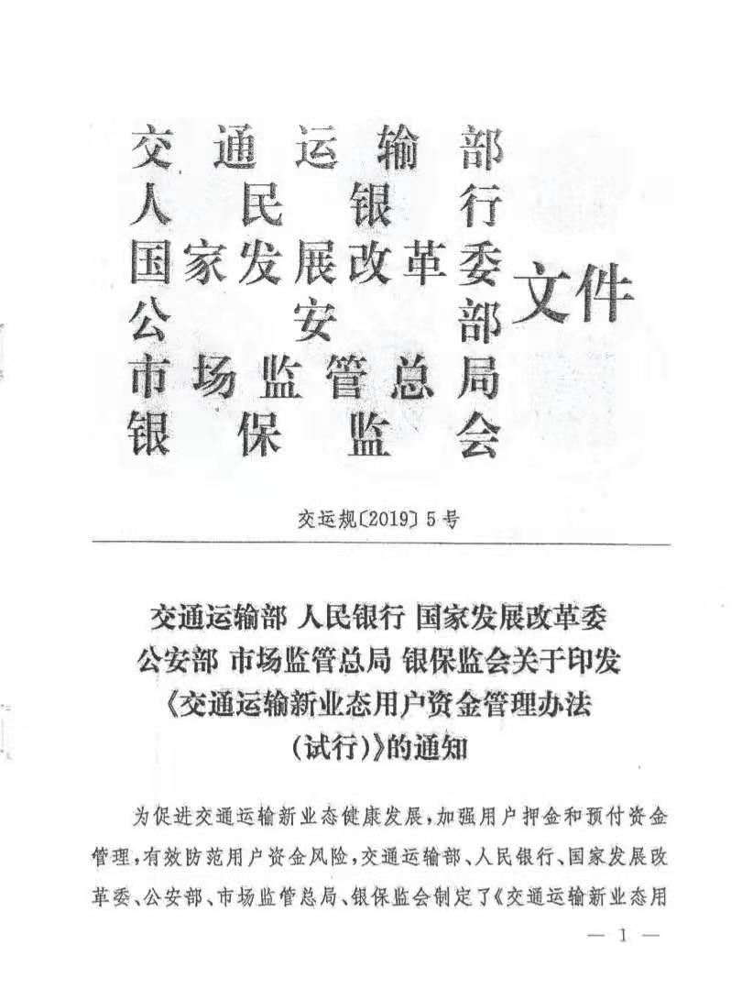 交通运输部
人民银行
国家发展改革委
公安部
市场监管总局
银保监会
文件
交运规〔2019〕5号
交通运输部 人民银行 国家发展改革委
公安部 市场监管总局 银保监会关于印发
《交通运输新业态用户资金管理办法
(试行)》的通知
为促进交通运输新业态健康发展,加强用户押金和预付资金
管理,有效防范用户资金风险,交通运输部、人民银行、国家发展改
革委、公安部、市场监管总局、银保监会制定了《交通运输新业态用
— 1 —